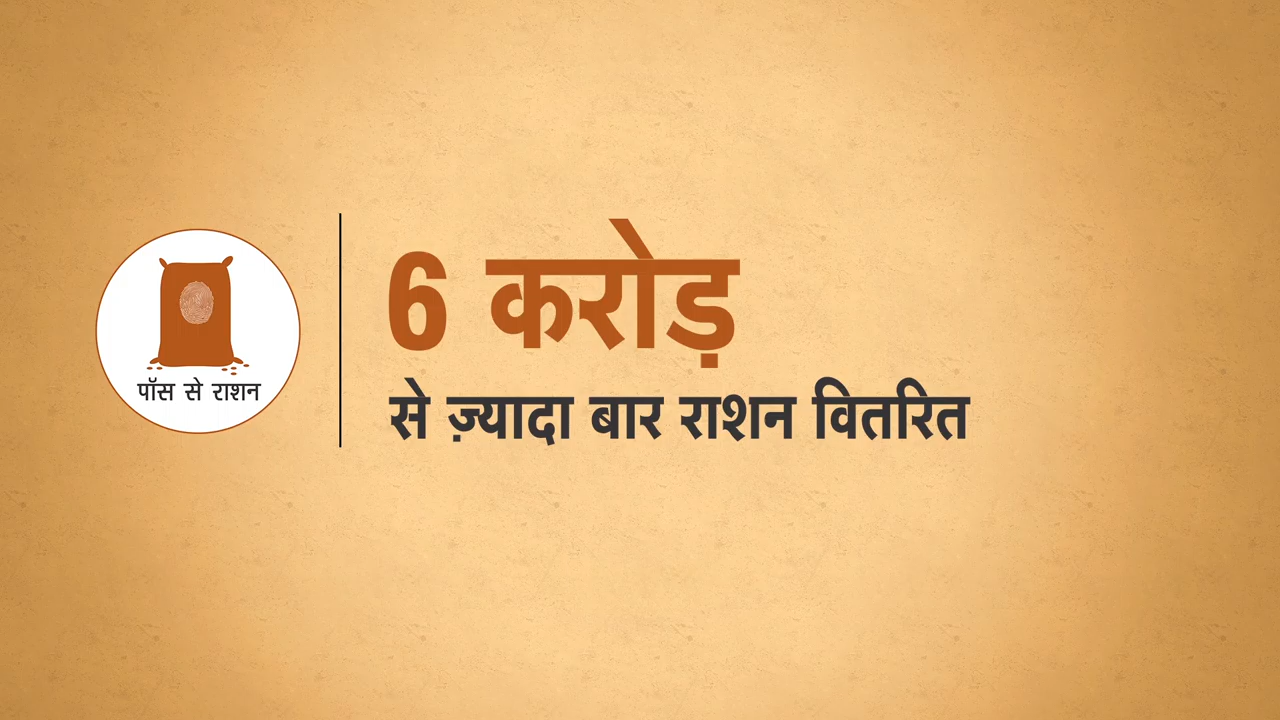 पॉस से राशन
6 करोड़
से ज़्यादा बार राशन वितरित